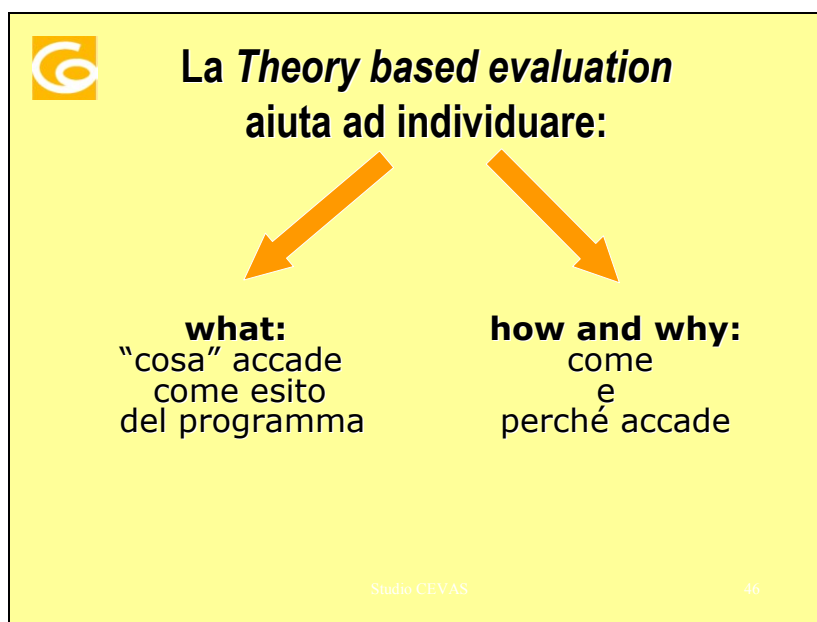 La Theory based evaluation
aiuta ad individuare:
what:
“cosa” accade
come esito
del programma
how and why:
come
e
perché accade
Studio CEVAS
46